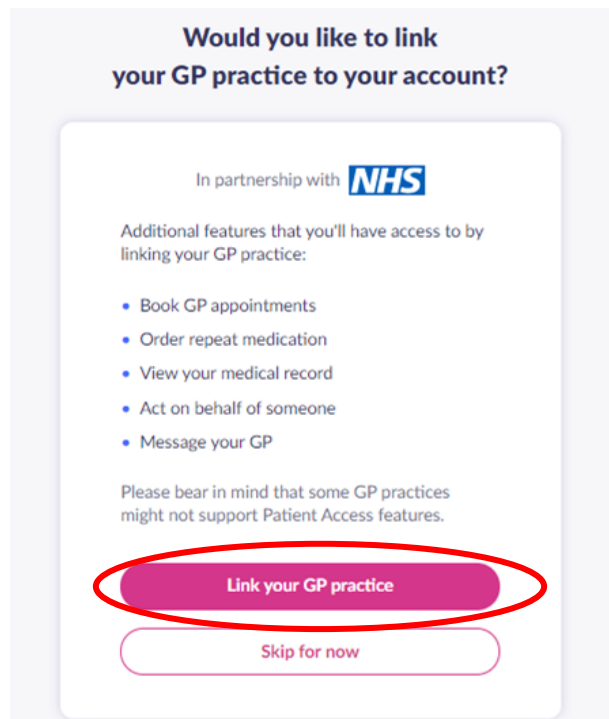 Would you like to link
your GP practice to your account?
In partnership with NHS
Additional features that you'll have access to by
linking your GP practice:
• Book GP appointments
• Order repeat medication
• View your medical record
• Act on behalf of someone
• Message your GP
Please bear in mind that some GP practices
might not support Patient Access features.
Link your GP practice
Skip for now